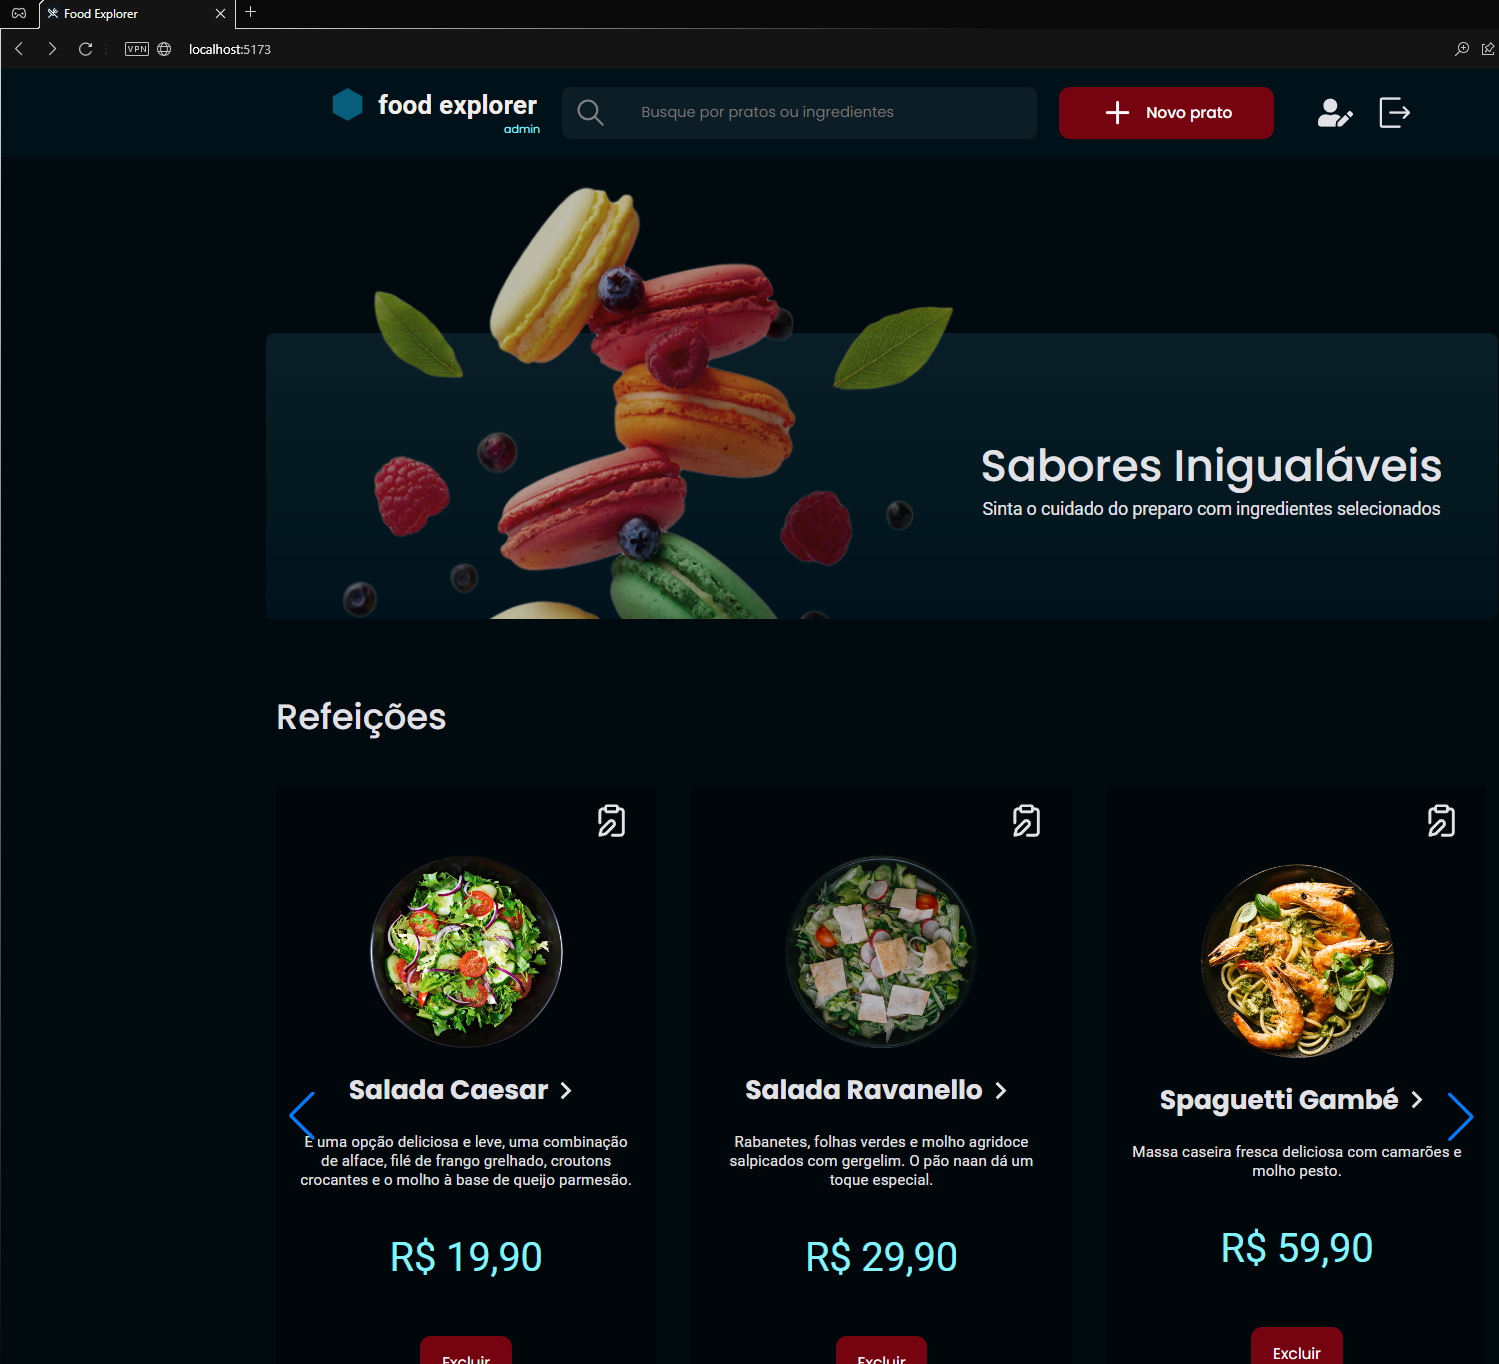 Food Explorer
VPN
localhost:5173
food explorer
admin
Busque por pratos ou ingredientes
Novo prato
Sabores Inigualáveis
Sinta o cuidado do preparo com ingredientes selecionados
Refeições
Salada Caesar
É uma opção deliciosa e leve, uma combinação
de alface, filé de frango grelhado, croutons
crocantes e o molho à base de queijo parmesão.
R$ 19,90
Excluir
Salada Ravanello
Rabanetes, folhas verdes e molho agridoce
salpicados com gergelim. O pão naan dá um
toque especial.
R$ 29,90
Excluir
Spaguetti Gambé
Massa caseira fresca deliciosa com camarões e
molho pesto.
R$ 59,90
Excluir